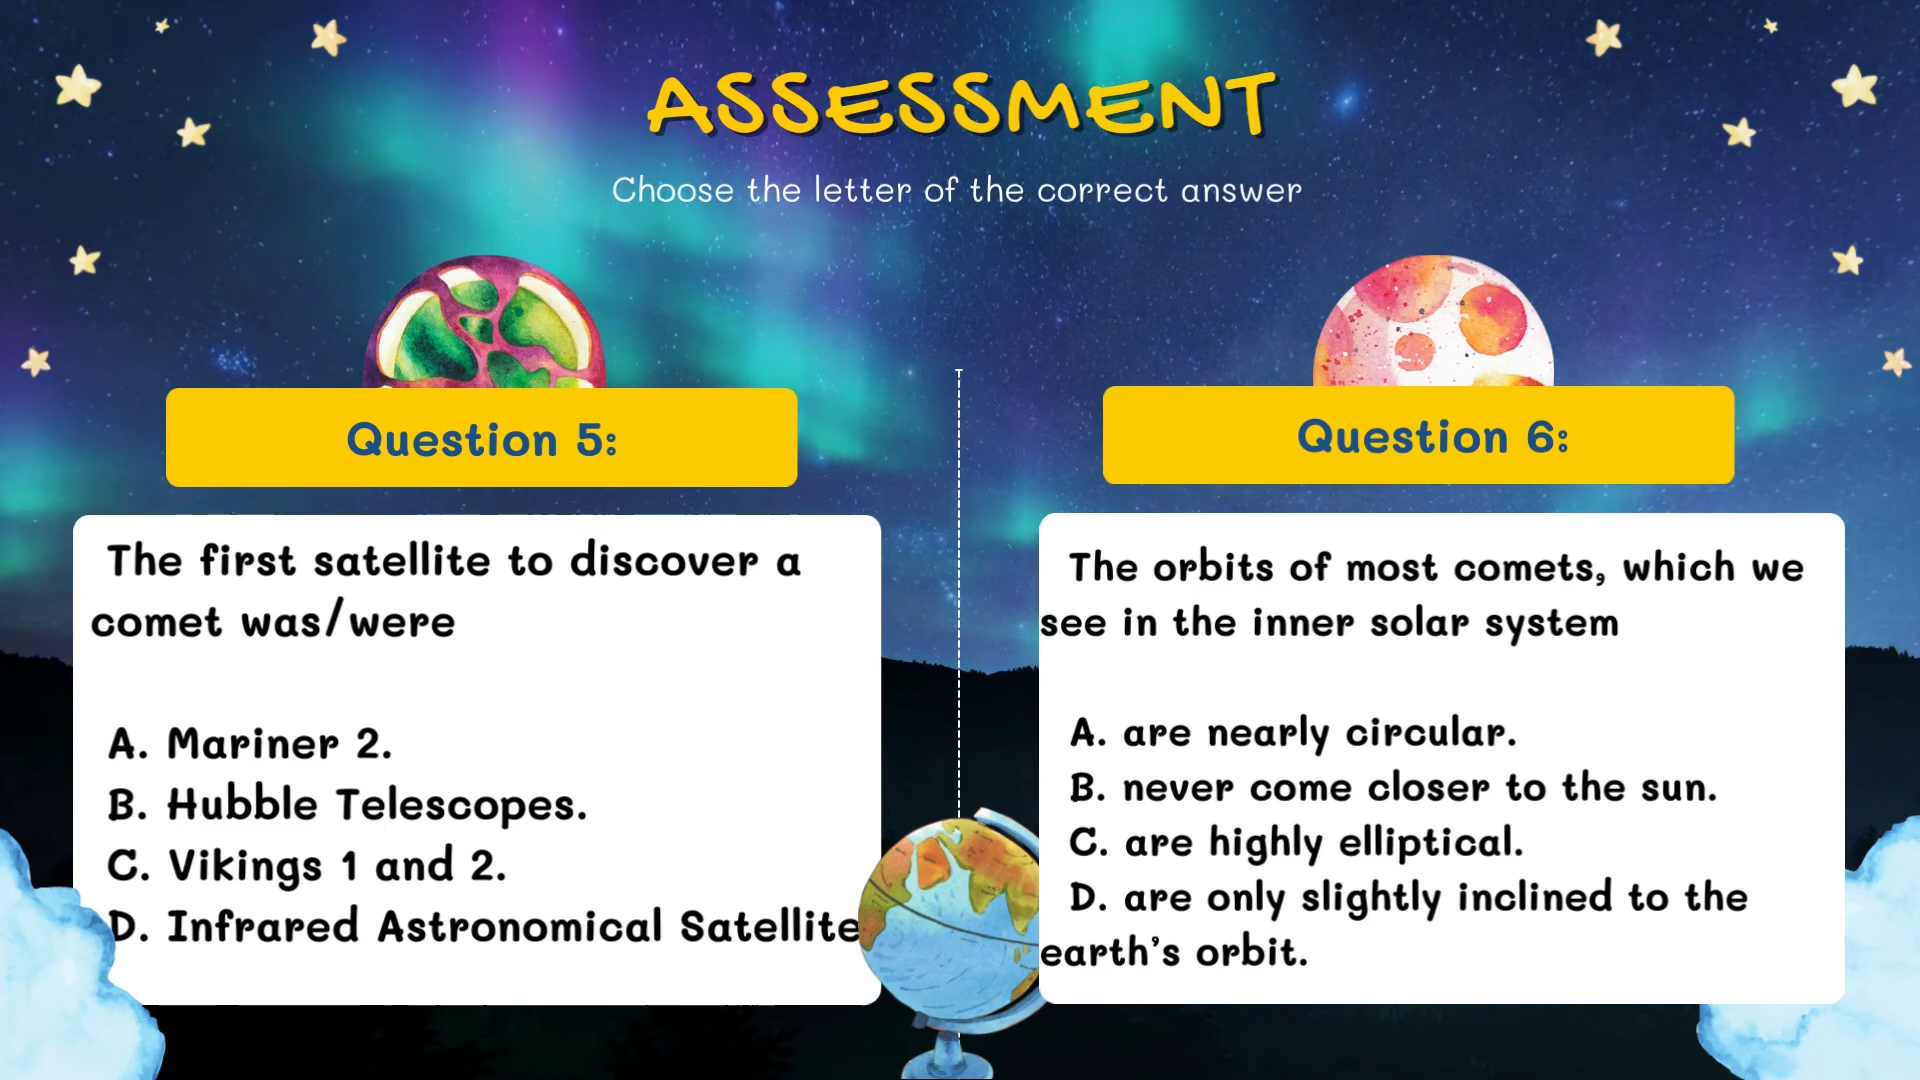 ASSESSMENT
Choose the letter of the correct answer
Question 5:
The first satellite to discover a
comet was/were
A. Mariner 2.
B. Hubble Telescopes.
C. Vikings 1 and 2.
D. Infrared Astronomical Satellite
Question 6:
The orbits of most comets, which we
see in the inner solar system
A. are nearly circular.
B. never come closer to the sun.
C. are highly elliptical.
D. are only slightly inclined to the
earth's orbit.